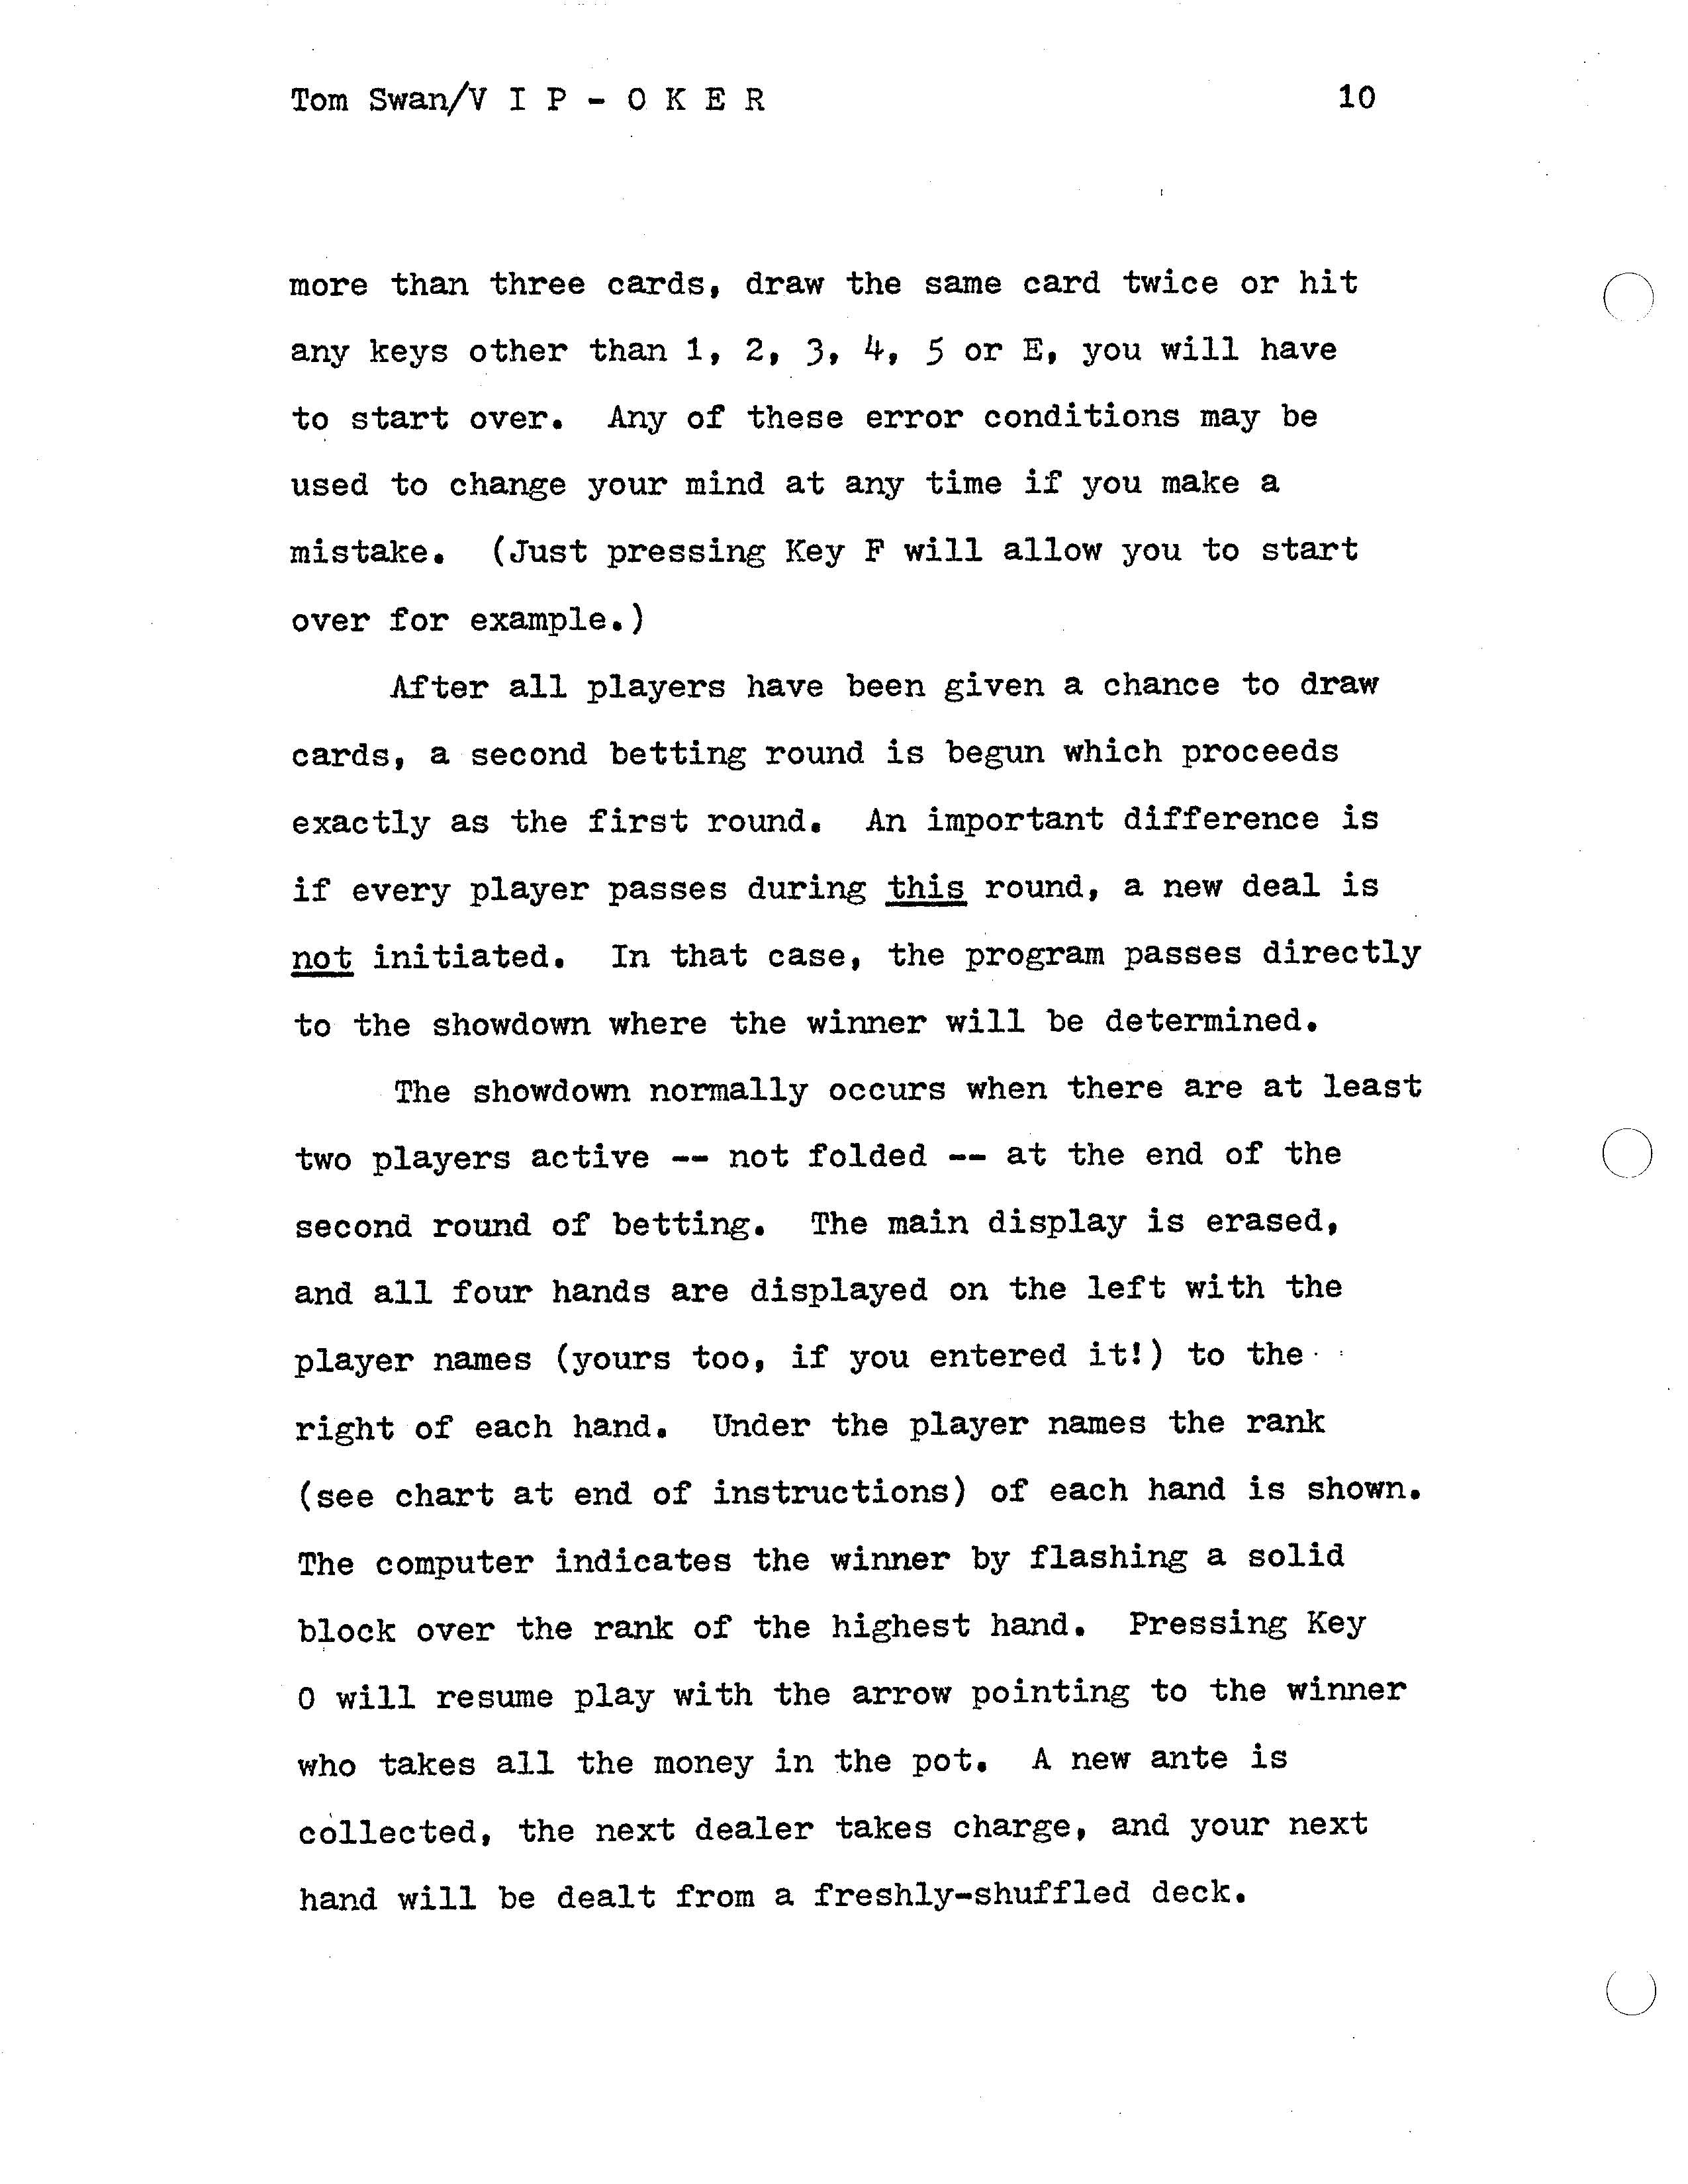 Tom Swan/V I P - O K E R 10
more than three cards, draw the same card twice or hit
any keys other than 1, 2, 3, 4, 5 or E, you will have
to start over.  Any of these error conditions may be
used to change your mind at any time if you make a
mistake.  (Just pressing Key F will allow you to start
over for example.)
After all players have been given a chance to draw
cards, a second betting round is begun which proceeds
exactly as the first round.  An important difference is
if every player passes during this round, a new deal is
not initiated.  In that case, the program passes directly
to the showdown where the winner will be determined.
The showdown normally occurs when there are at least
two players active -- not folded -- at the end of the
second round of betting.  The main display is erased,
and all four hands are displayed on the left with the
player names (yours too, if you entered it!) to the
right of each hand.  Under the player names the rank
(see chart at end of instructions) of each hand is shown.
The computer indicates the winner by flashing a solid
block over the rank of the highest hand.  Pressing Key
0 will resume play with the arrow pointing to the winner
who takes all the money in the pot.  A new ante is
collected, the next dealer takes charge, and your next
hand will be dealt from a freshly-shuffled deck.